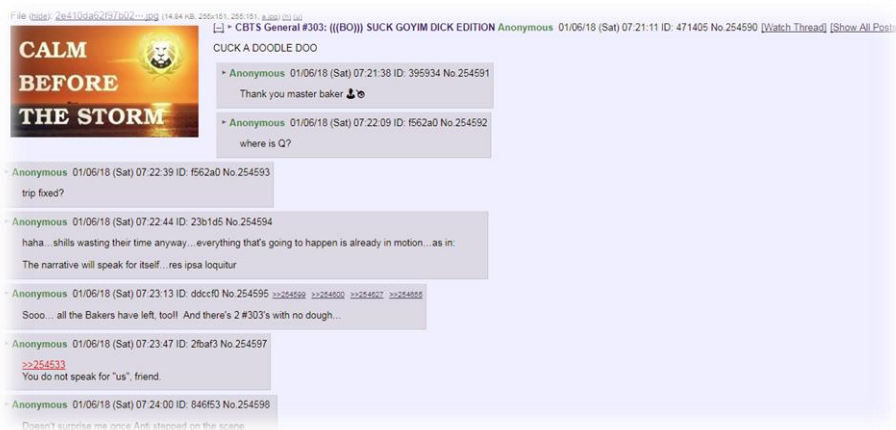 File (hide): 2e410da62f97b02⋯.jpg (14.84 KB, 255x151, 255:151, e.jpg) (h) (u)
[–] ▶ CBTS General #303: (((BO))) SUCK GOYIM DICK EDITION Anonymous 01/06/18 (Sat) 07:21:11 ID: 471405 No.254590 [Watch Thread] [Show All Posts
CALM
BEFORE
THE STORM
CUCK A DOODLE DOO
▶ Anonymous 01/06/18 (Sat) 07:21:38 ID: 395934 No.254591
Thank you master baker
▶ Anonymous 01/06/18 (Sat) 07:22:09 ID: f562a0 No.254592
where is Q?
▶ Anonymous 01/06/18 (Sat) 07:22:39 ID: f562a0 No.254593
trip fixed?
▶ Anonymous 01/06/18 (Sat) 07:22:44 ID: 23b1d5 No.254594
haha…shills wasting their time anyway…everything that's going to happen is already in motion…as in:
The narrative will speak for itself…res ipsa loquitur
▶ Anonymous 01/06/18 (Sat) 07:23:13 ID: ddccf0 No.254595 >>254599 >>254600 >>254627 >>254655
Sooo… all the Bakers have left, too!! And there's 2 #303's with no dough…
▶ Anonymous 01/06/18 (Sat) 07:23:47 ID: 2fbaf3 No.254597
>>254533
You do not speak for "us", friend.
▶ Anonymous 01/06/18 (Sat) 07:24:00 ID: 846f53 No.254598
Doesn't surprise me once Anti stepped on the scene